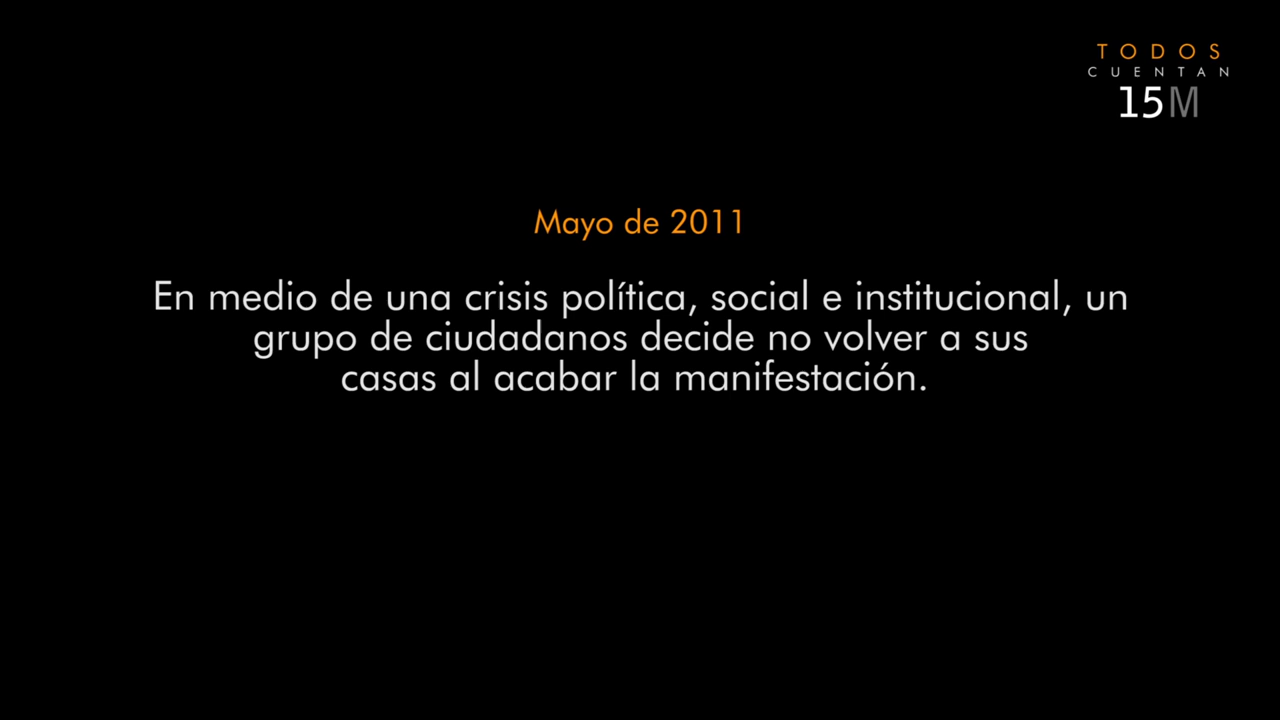 TODOS
CUENTAN
15M
Mayo de 2011
En medio de una crisis política, social e institucional, un
grupo de ciudadanos decide no volver a sus
casas al acabar la manifestación.